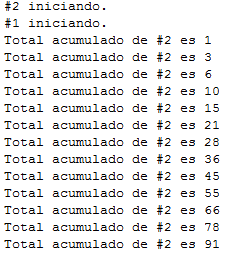 #2 iniciando.
#1 iniciando.
Total acumulado de #2 es 1
Total acumulado de #2 es 3
Total acumulado de #2 es 6
Total acumulado de #2 es 10
Total acumulado de #2 es 15
Total acumulado de #2 es 21
Total acumulado de #2 es 28
Total acumulado de #2 es 36
Total acumulado de #2 es 45
Total acumulado de #2 es 55
Total acumulado de #2 es 66
Total acumulado de #2 es 78
Total acumulado de #2 es 91